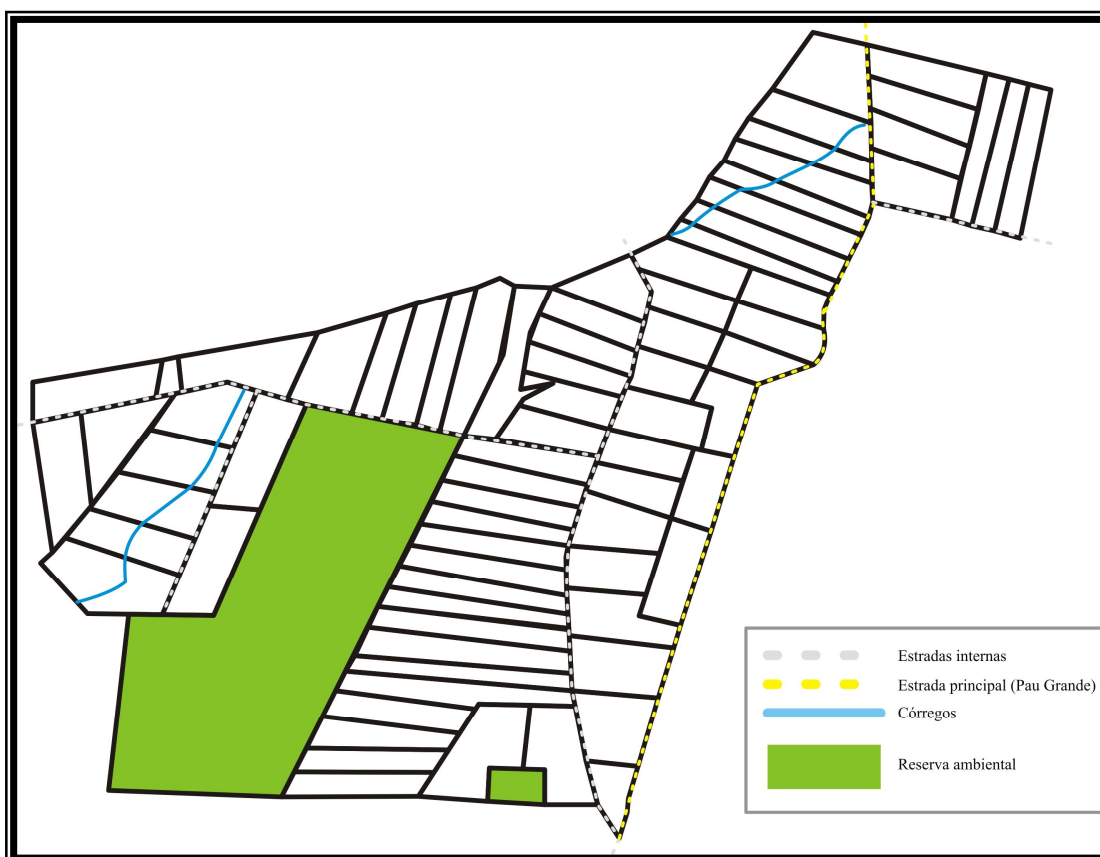 Estradas internas
Estrada principal (Pau Grande)
Córregos
Reserva ambiental